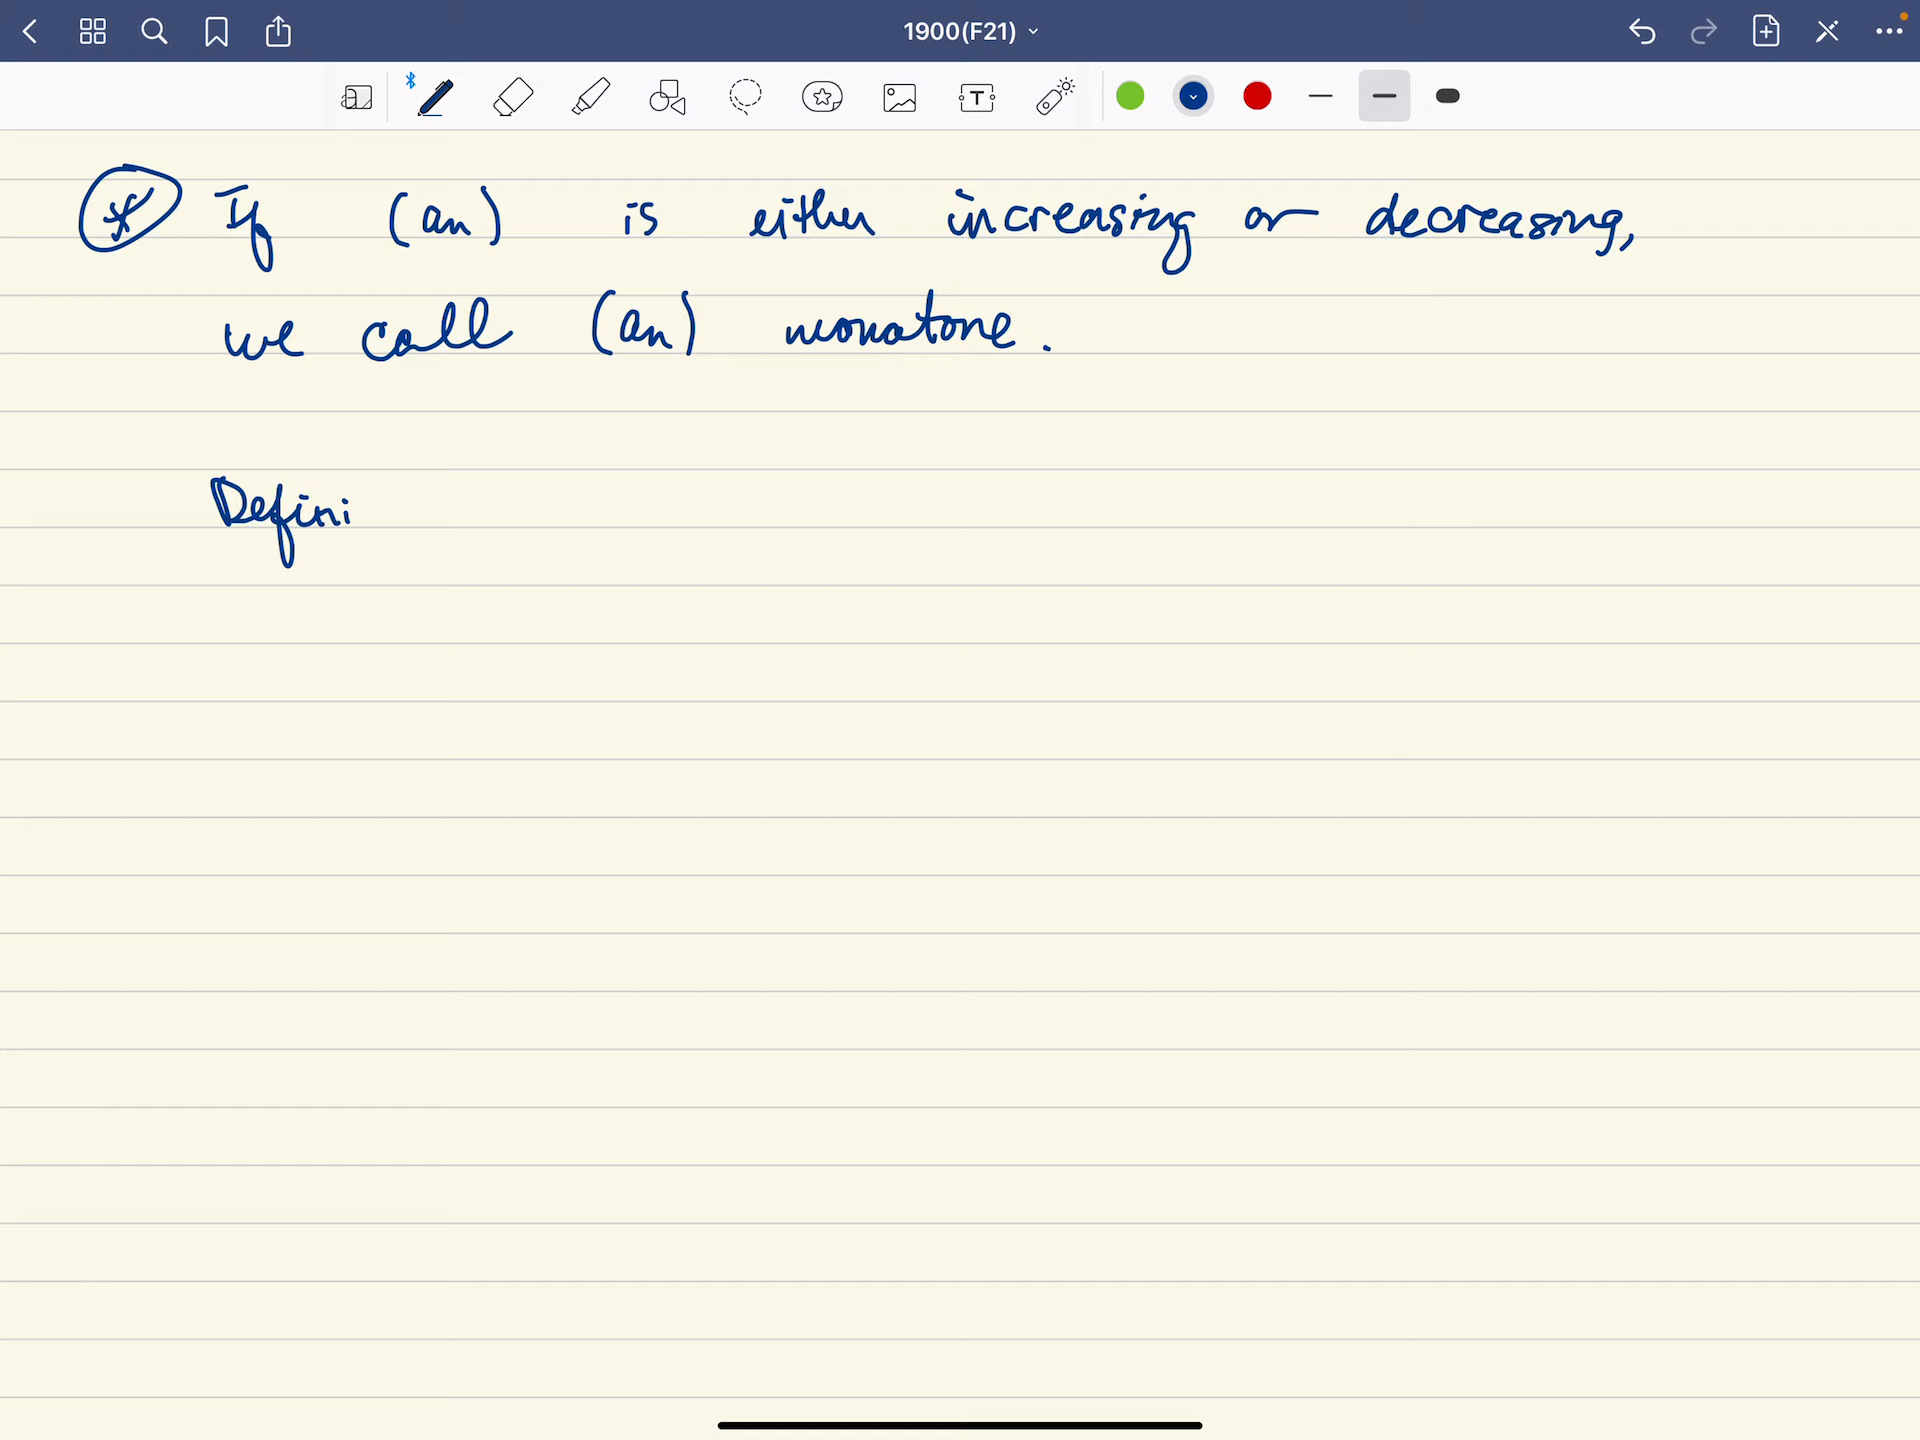 1900(F21)
T
If (an) is either increasing or decreasing,
we call (an) monotone.
Defini